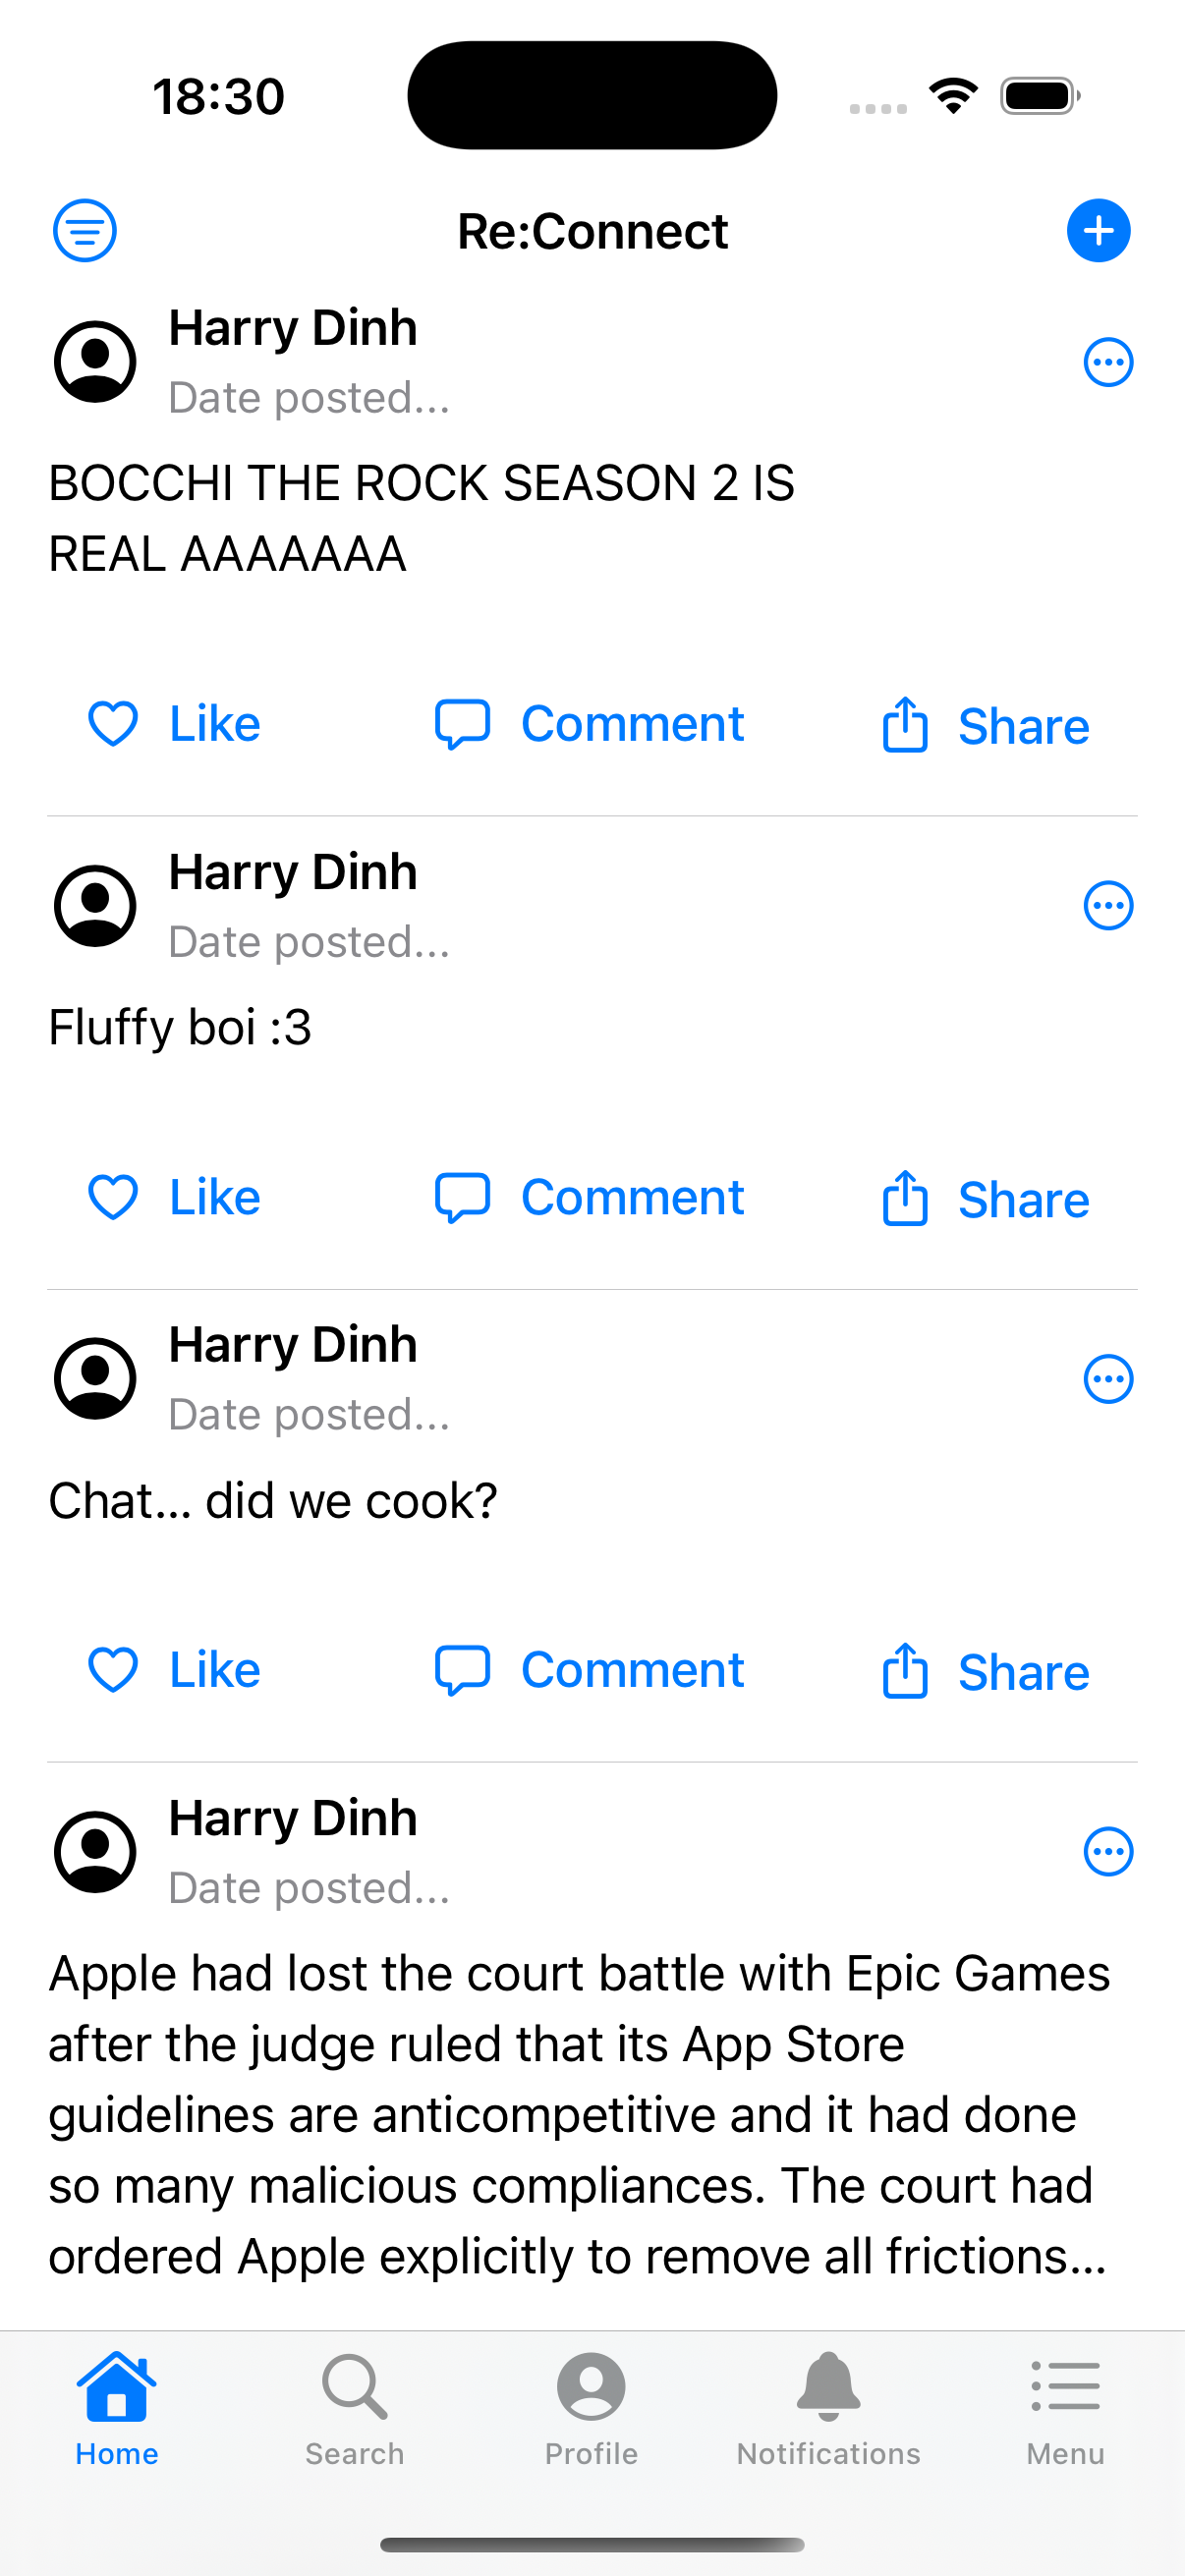 18:30
Re:Connect
Harry Dinh
Date posted...
BOCCHI THE ROCK SEASON 2 IS
REAL AAAAAAA
Like Comment Share
Harry Dinh
Date posted...
Fluffy boi :3
Like Comment Share
Harry Dinh
Date posted...
Chat... did we cook?
Like Comment Share
Harry Dinh
Date posted...
Apple had lost the court battle with Epic Games
after the judge ruled that its App Store
guidelines are anticompetitive and it had done
so many malicious compliances. The court had
ordered Apple explicitly to remove all frictions...
Home Search Profile Notifications Menu